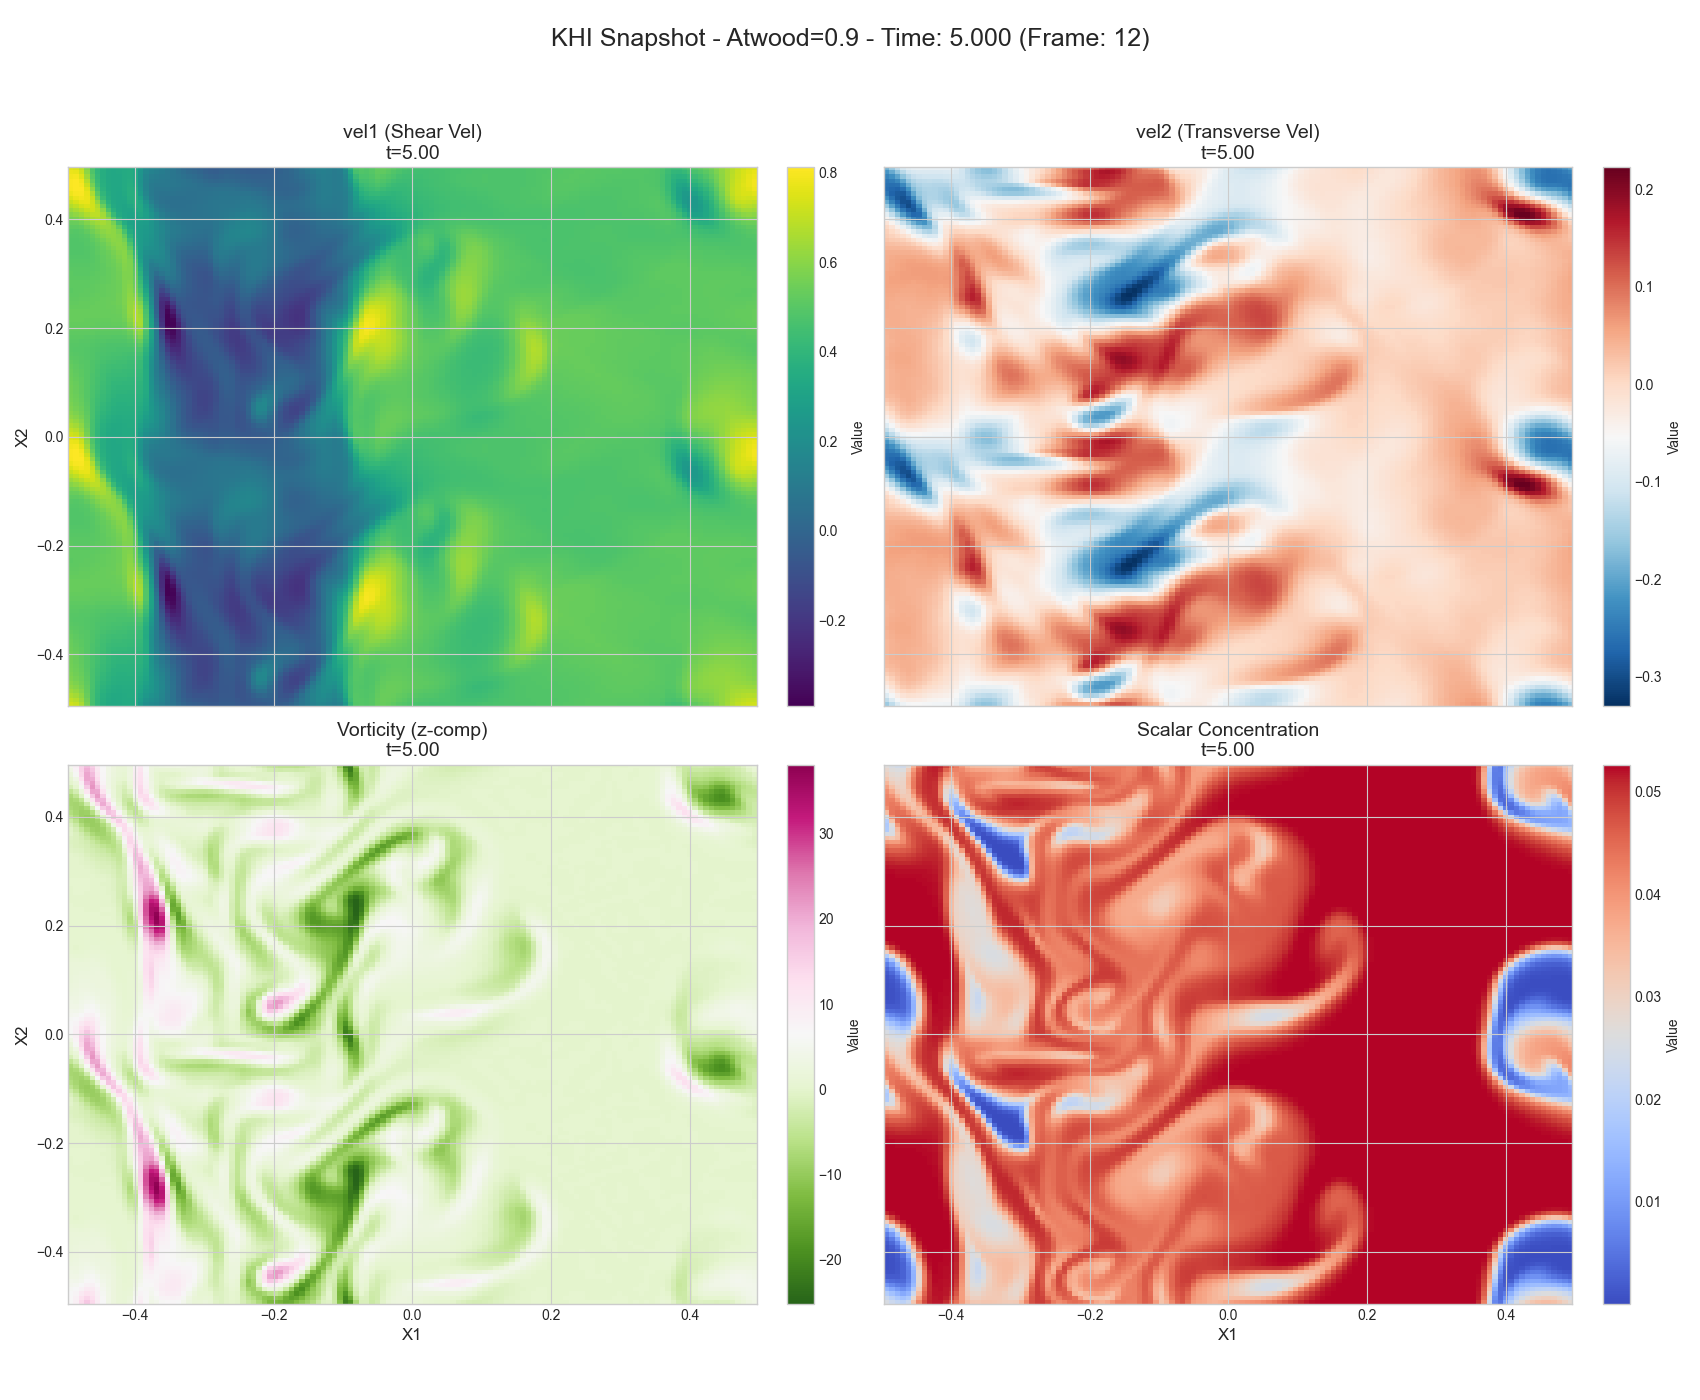 KHI Snapshot - Atwood=0.9 - Time: 5.000 (Frame: 12)
vel1 (Shear Vel)
t=5.00
X2
0.4
0.2
0.0
−0.2
−0.4
0.8
0.6
0.4
0.2
0.0
−0.2
Value
vel2 (Transverse Vel)
t=5.00
0.2
0.1
0.0
−0.1
−0.2
−0.3
Value
Vorticity (z-comp)
t=5.00
X2
0.4
0.2
0.0
−0.2
−0.4
−0.4
−0.2
0.0
0.2
0.4
X1
30
20
10
0
−10
−20
Value
Scalar Concentration
t=5.00
−0.4
−0.2
0.0
0.2
0.4
X1
0.05
0.04
0.03
0.02
0.01
Value